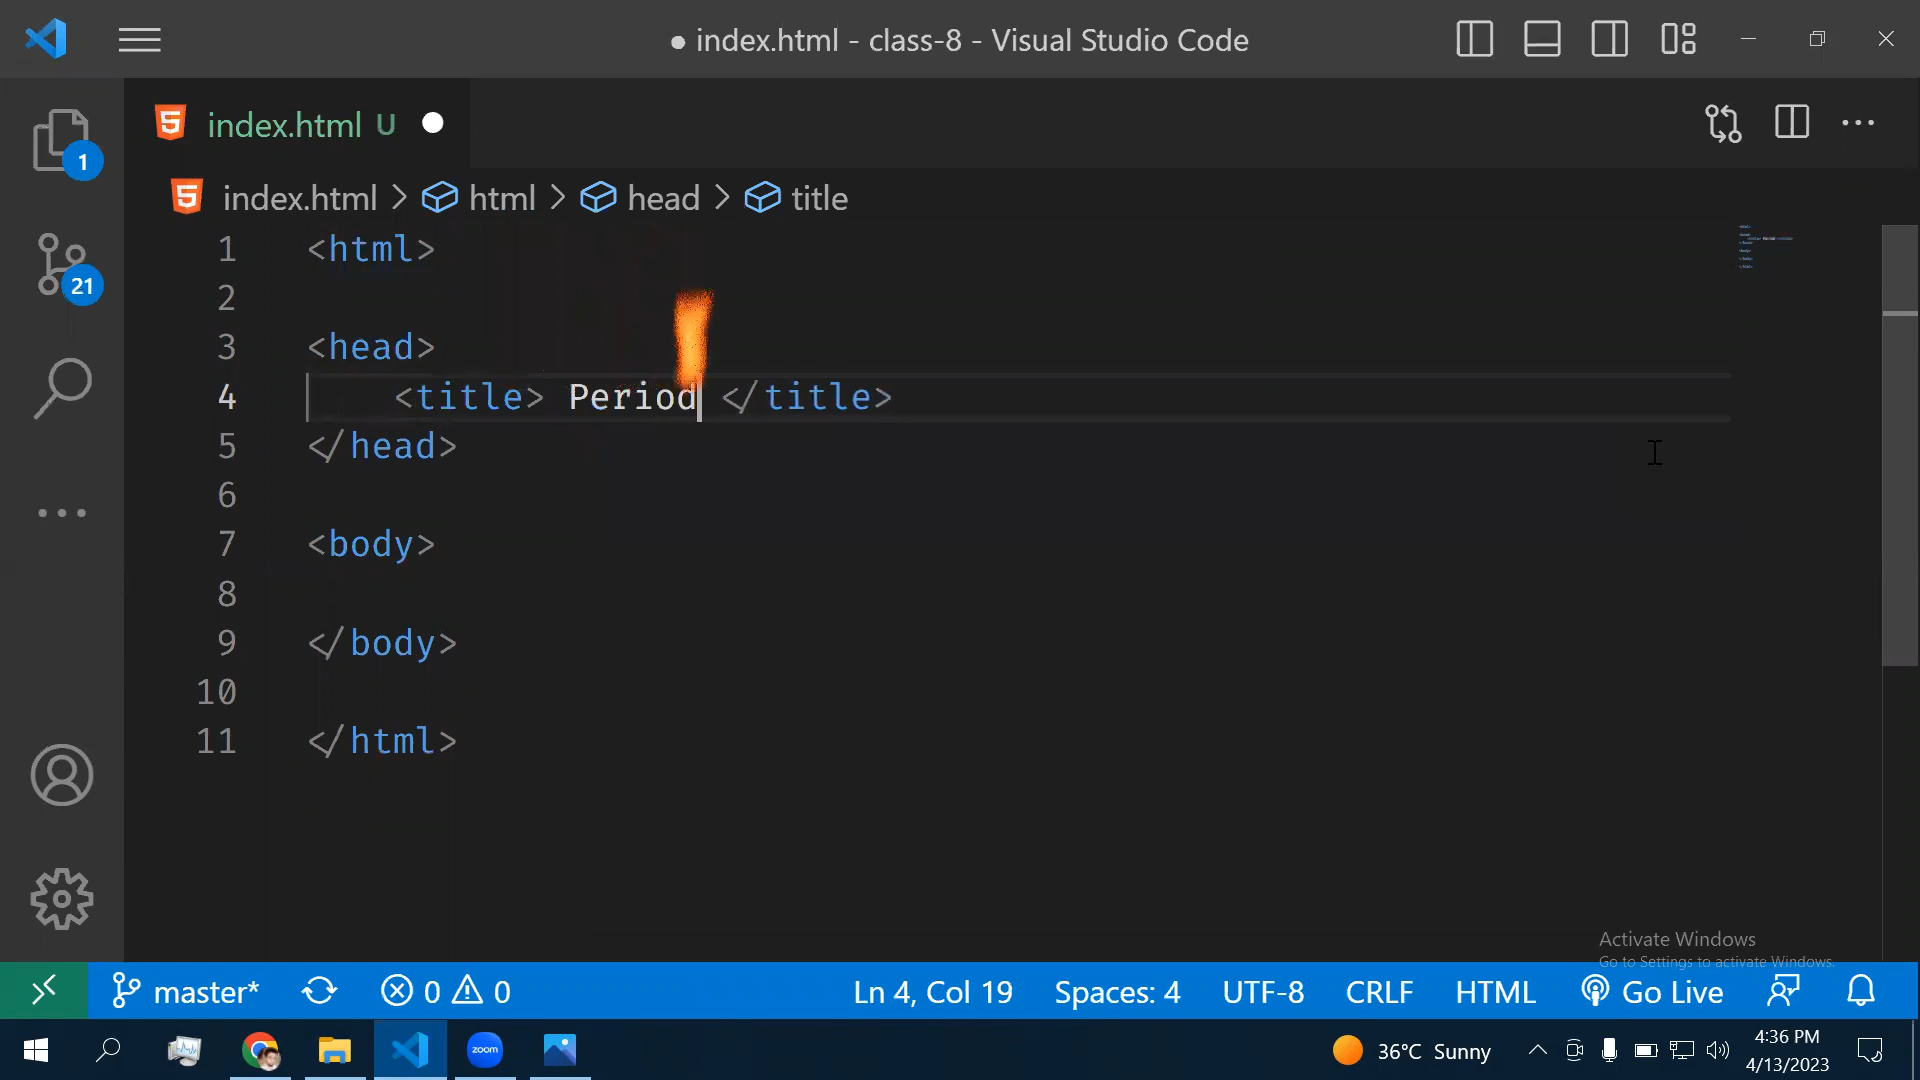 ● index.html - class-8 - Visual Studio Code
index.html U ●
index.html > html > head > title
1 <html>
2
3 <head>
4 <title> Period </title>
5 </head>
6
7 <body>
8
9 </body>
10
11 </html>
1
21
Activate Windows
Go to Settings to activate Windows.
master* 0 0 Ln 4, Col 19 Spaces: 4 UTF-8 CRLF HTML Go Live
zoom 36°C Sunny 4:36 PM
4/13/2023